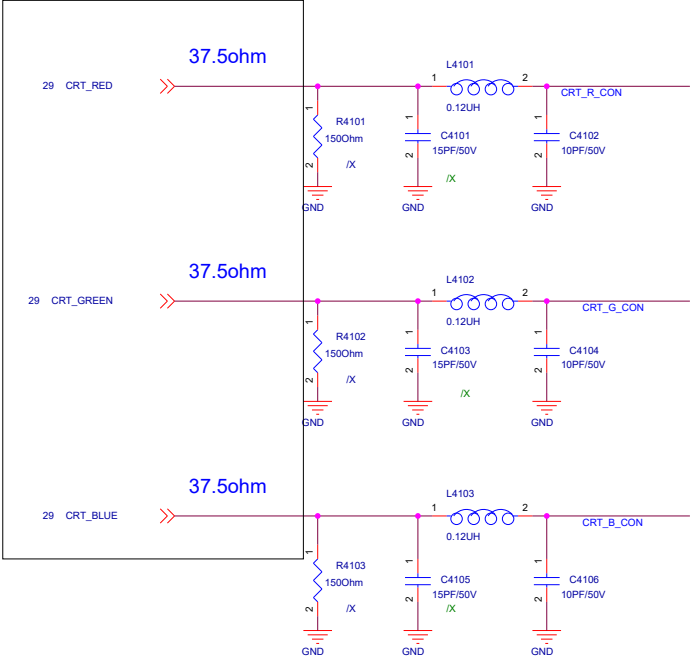 37.5ohm
29 CRT_RED
L4101
1 2
0.12UH
CRT_R_CON
1
R4101
150Ohm
2
/X
GND
1
C4101
15PF/50V
2
/X
GND
1
C4102
10PF/50V
2
GND
37.5ohm
29 CRT_GREEN
L4102
1 2
0.12UH
CRT_G_CON
1
R4102
150Ohm
2
/X
GND
1
C4103
15PF/50V
2
/X
GND
1
C4104
10PF/50V
2
GND
37.5ohm
29 CRT_BLUE
L4103
1 2
0.12UH
CRT_B_CON
1
R4103
150Ohm
2
/X
GND
1
C4105
15PF/50V
2
/X
GND
1
C4106
10PF/50V
2
GND